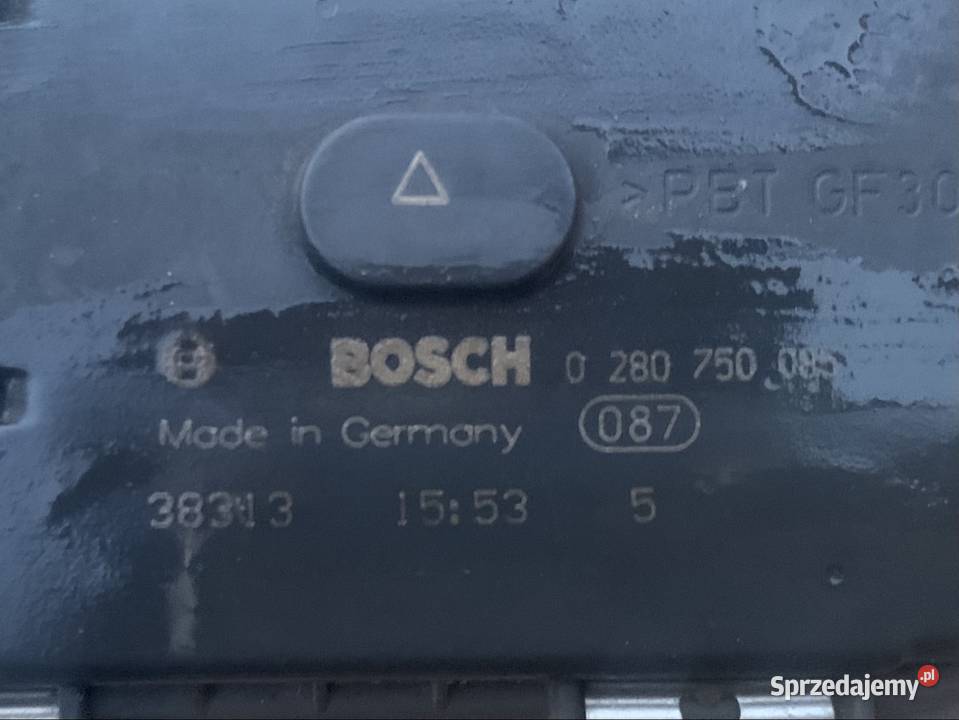 >PBT GF30
BOSCH 0 280 750 085
Made in Germany 087
38313 15:53 5
Sprzedajemy.pl